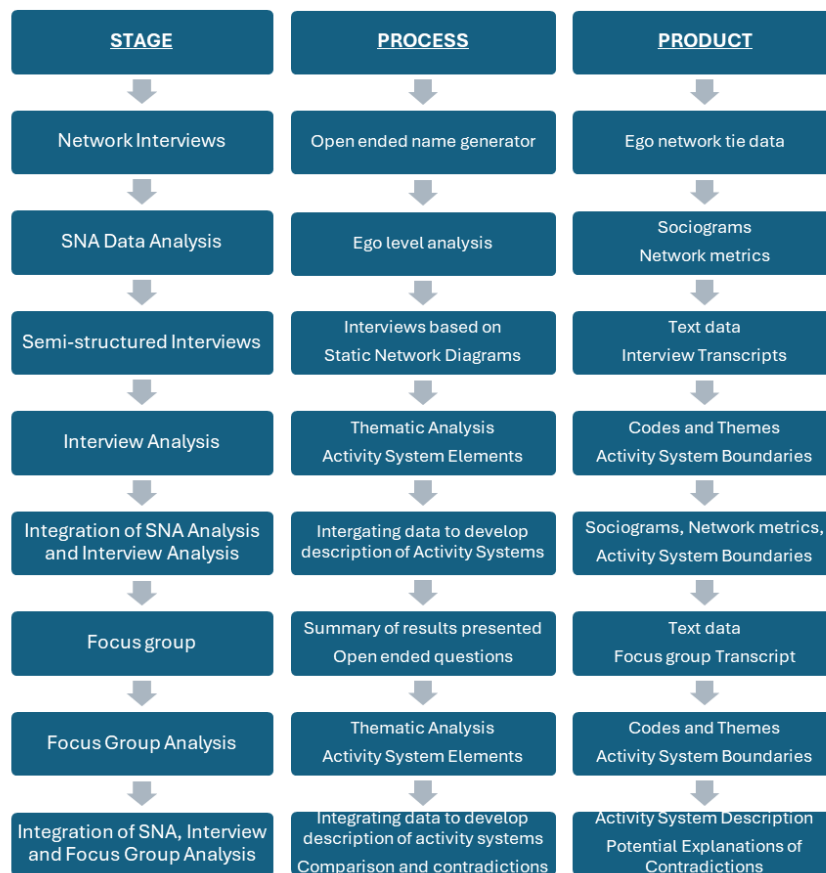 STAGE
PROCESS
PRODUCT
Network Interviews
Open ended name generator
Ego network tie data
SNA Data Analysis
Ego level analysis
Sociograms
Network metrics
Semi-structured Interviews
Interviews based on
Static Network Diagrams
Text data
Interview Transcripts
Interview Analysis
Thematic Analysis
Activity System Elements
Codes and Themes
Activity System Boundaries
Integration of SNA Analysis
and Interview Analysis
Intergating data to develop
description of Activity Systems
Sociograms, Network metrics,
Activity System Boundaries
Focus group
Summary of results presented
Open ended questions
Text data
Focus group Transcript
Focus Group Analysis
Thematic Analysis
Activity System Elements
Codes and Themes
Activity System Boundaries
Integration of SNA, Interview
and Focus Group Analysis
Integrating data to develop
description of activity systems
Comparison and contradictions
Activity System Description
Potential Explanations of
Contradictions